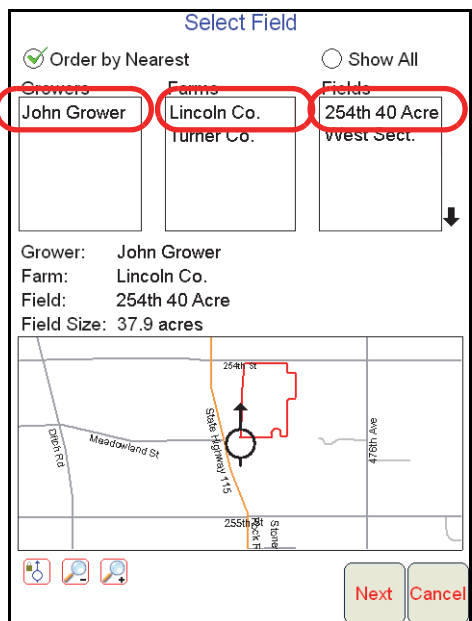 Select Field
Order by Nearest
Show All
Growers
Farms
Fields
John Grower
Lincoln Co.
254th 40 Acre
Turner Co.
West Sect.
Grower: John Grower
Farm: Lincoln Co.
Field: 254th 40 Acre
Field Size: 37.9 acres
254th St
Meadowland St
State Highway 115
476th Ave
255th St
Rock R
Stone
Next
Cancel